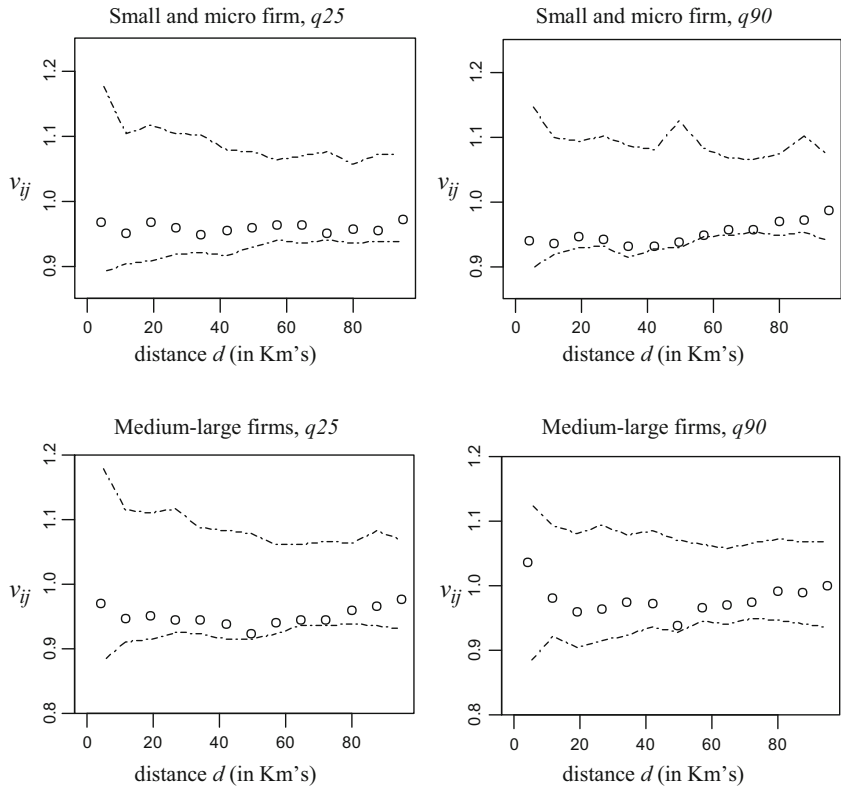 Small and micro firm, q25
1.2
1.1
1.0
0.9
v_ij
0 20 40 60 80
distance d (in Km's)
Small and micro firm, q90
1.2
1.1
1.0
0.9
v_ij
0 20 40 60 80
distance d (in Km's)
Medium-large firms, q25
1.2
1.1
1.0
0.9
0.8
v_ij
0 20 40 60 80
distance d (in Km's)
Medium-large firms, q90
1.2
1.1
1.0
0.9
0.8
v_ij
0 20 40 60 80
distance d (in Km's)